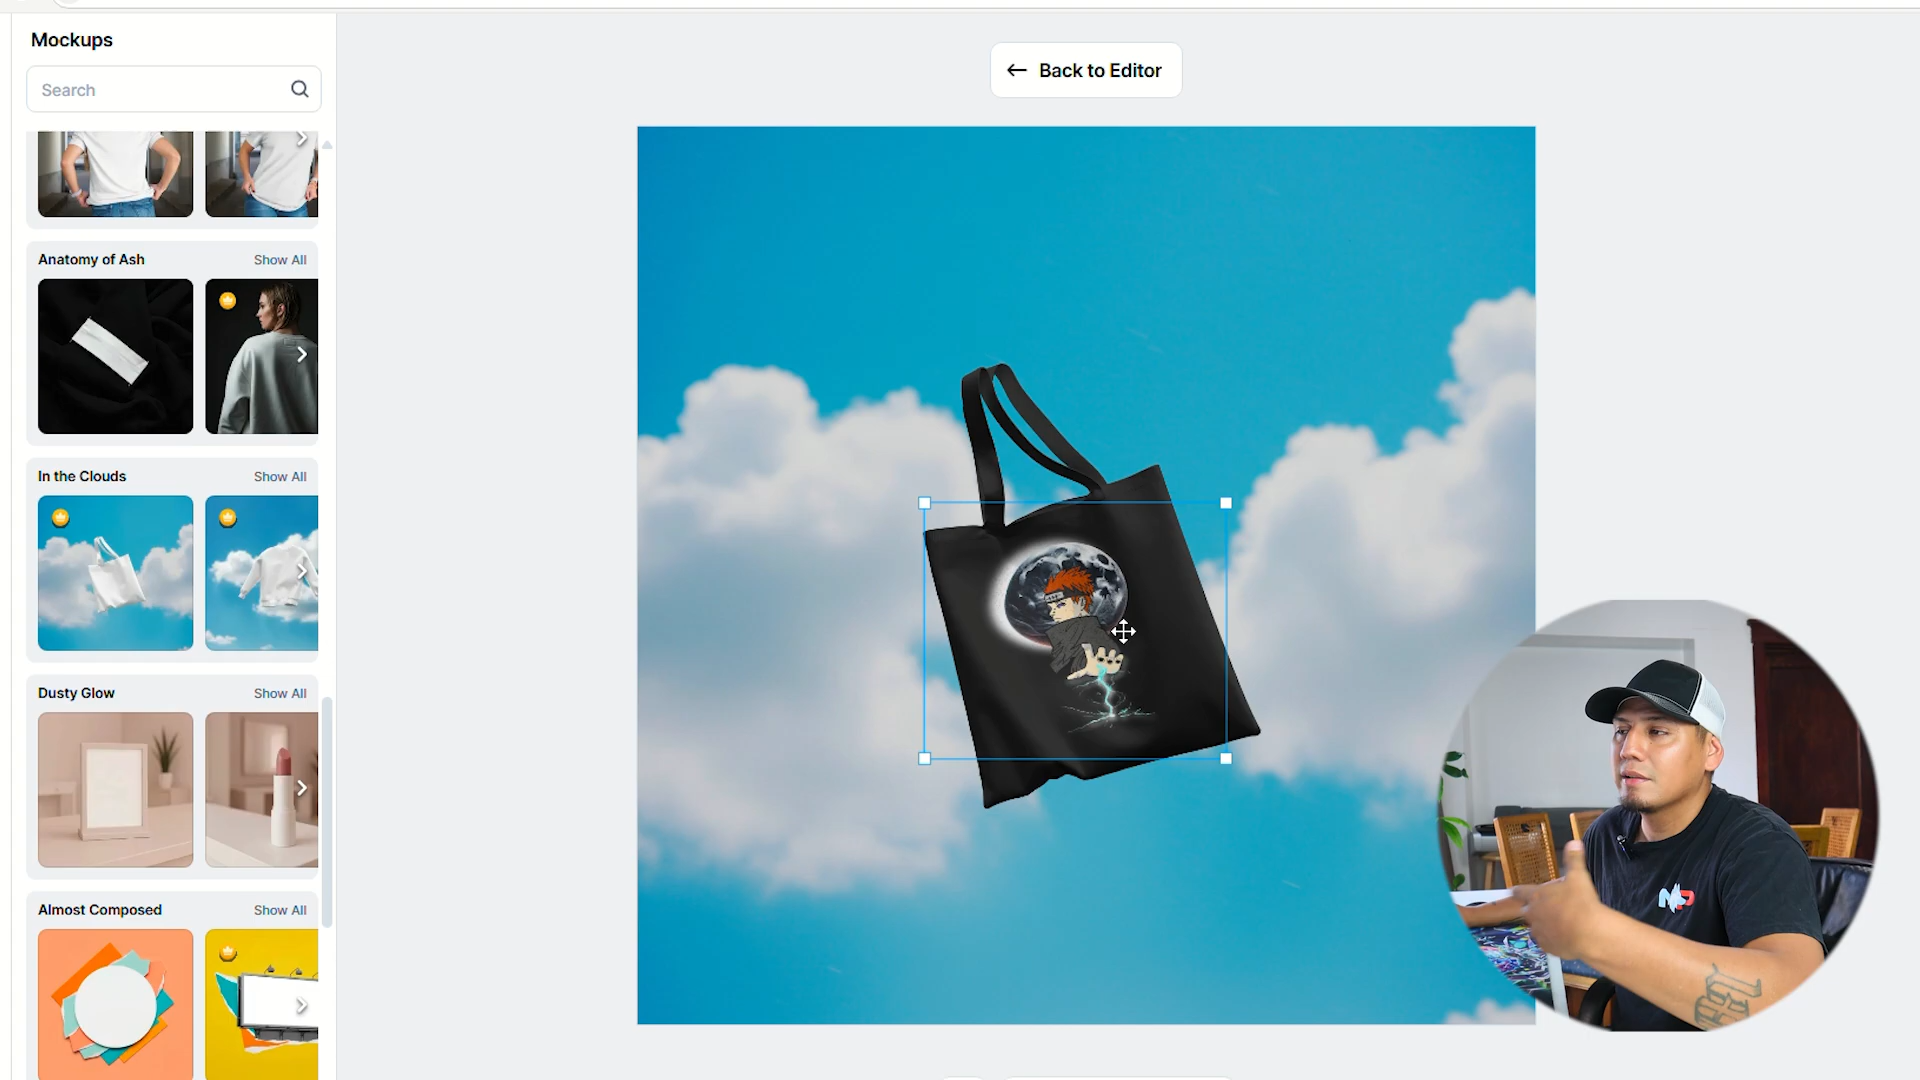 Mockups
Search
Back to Editor
Anatomy of Ash
Show All
In the Clouds
Show All
Dusty Glow
Show All
Almost Composed
Show All